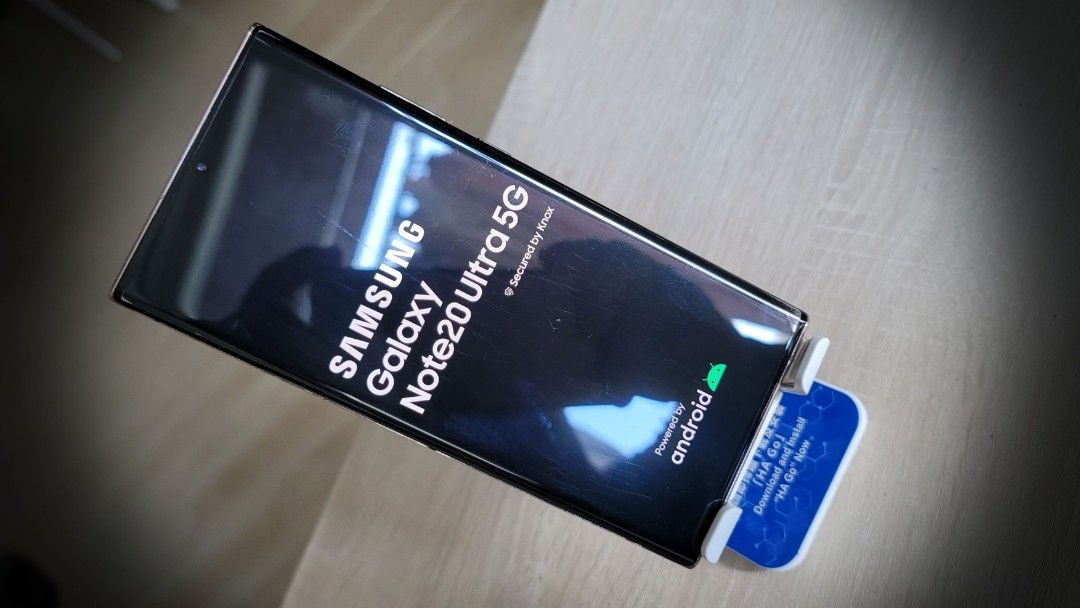 SAMSUNG
Galaxy
Note20 Ultra 5G
Secured by Knox
Powered by
android
「HA Go」
Download and Install
"HA Go" Now